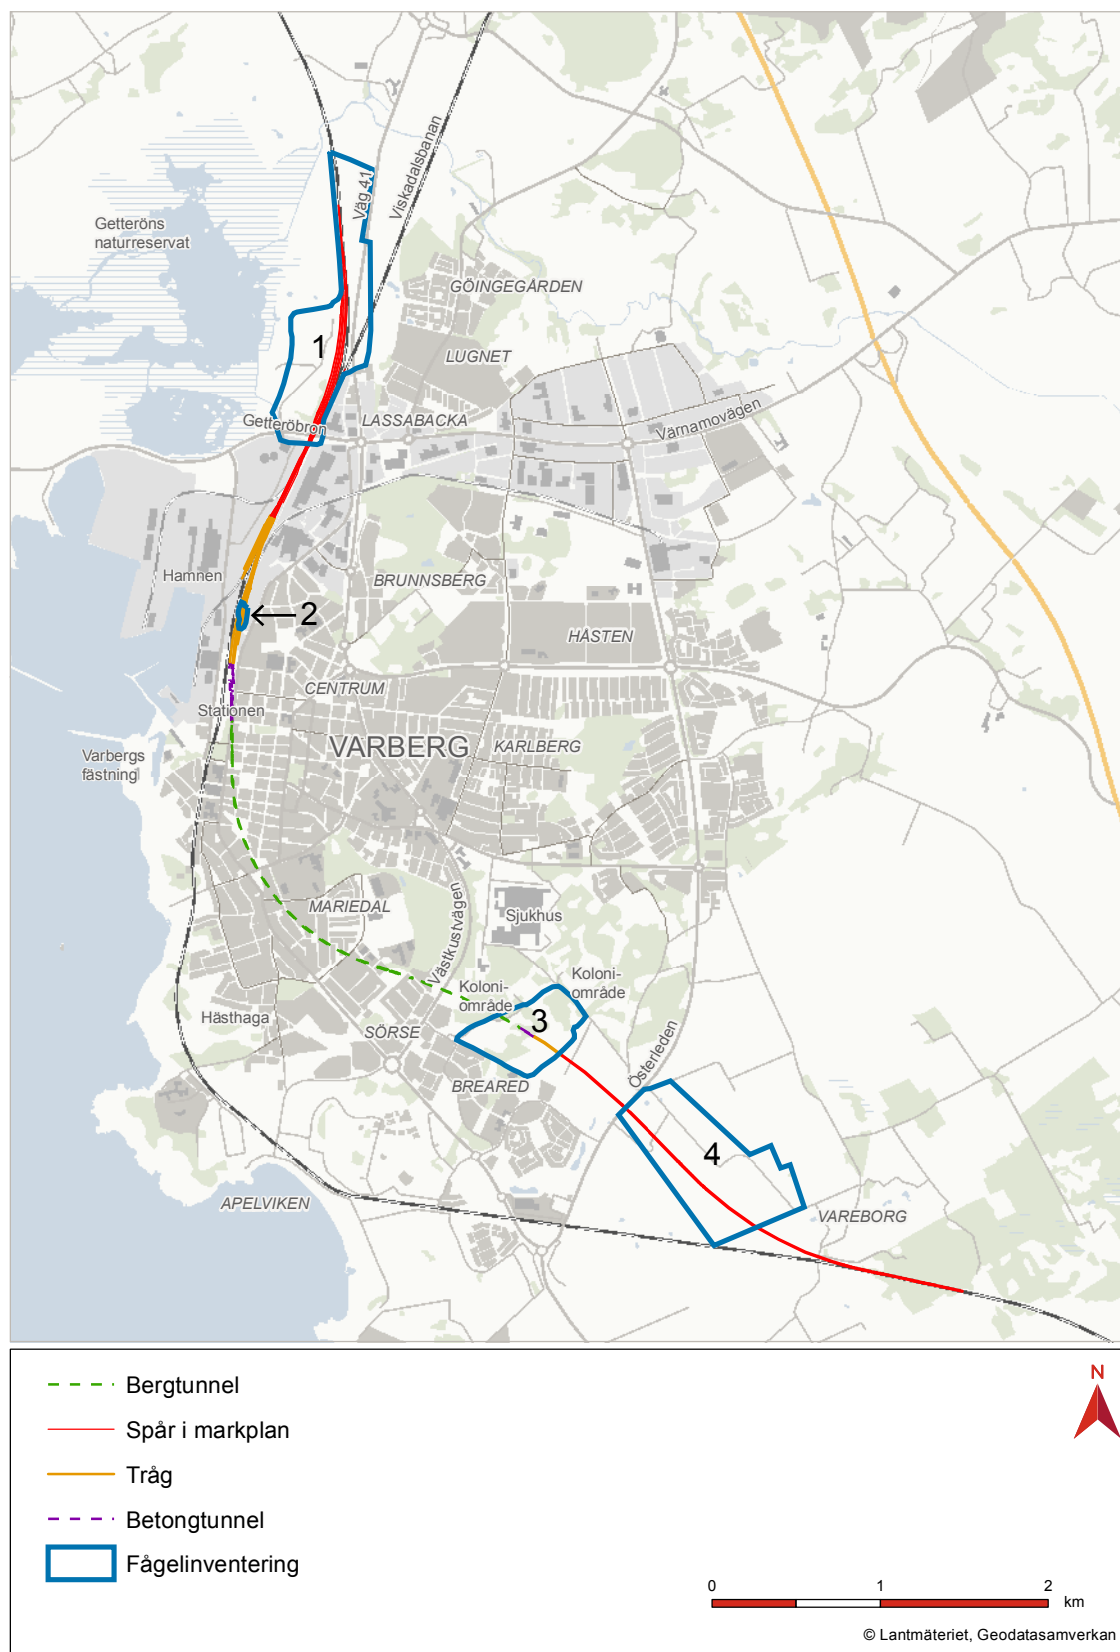 Väg 41
Viskadalsbanan
Getteröns
naturreservat
GÖINGEGÅRDEN
1
LUGNET
Getteröbron
LASSABACKA
Värnamovägen
Hamnen
BRUNNSBERG
2
HÅSTEN
CENTRUM
Stationen
VARBERG
KARLBERG
Varbergs
fästning
MARIEDAL
Västkustvägen
Sjukhus
Koloni-
område
Koloni-
område
Hästhaga
SÖRSE
3
BREARED
Österleden
4
APELVIKEN
VAREBORG
Bergtunnel
Spår i markplan
Tråg
Betongtunnel
Fågelinventering
N
0 1 2
km
© Lantmäteriet, Geodatasamverkan